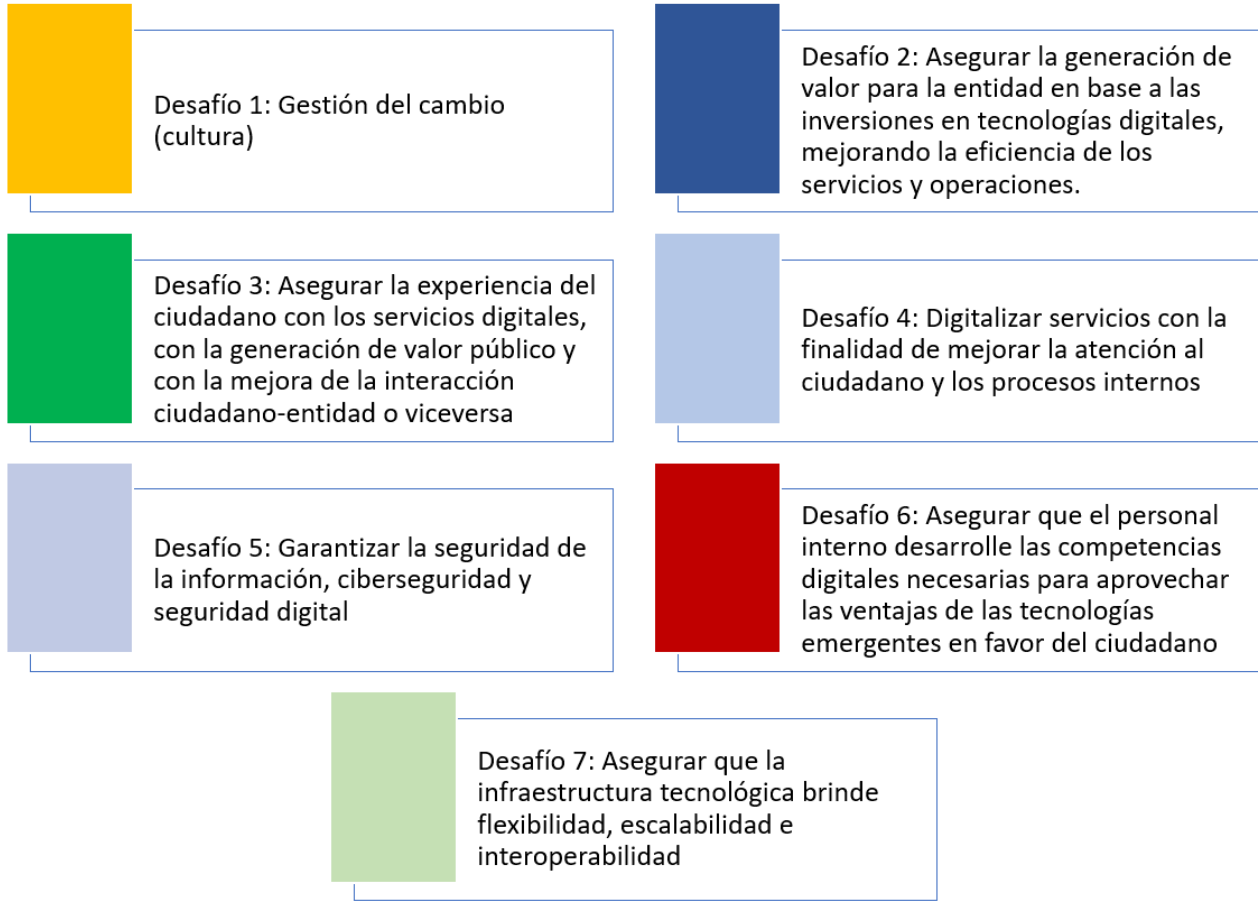 Desafío 1: Gestión del cambio
(cultura)
Desafío 2: Asegurar la generación de
valor para la entidad en base a las
inversiones en tecnologías digitales,
mejorando la eficiencia de los
servicios y operaciones.
Desafío 3: Asegurar la experiencia del
ciudadano con los servicios digitales,
con la generación de valor público y
con la mejora de la interacción
ciudadano-entidad o viceversa
Desafío 4: Digitalizar servicios con la
finalidad de mejorar la atención al
ciudadano y los procesos internos
Desafío 5: Garantizar la seguridad de
la información, ciberseguridad y
seguridad digital
Desafío 6: Asegurar que el personal
interno desarrolle las competencias
digitales necesarias para aprovechar
las ventajas de las tecnologías
emergentes en favor del ciudadano
Desafío 7: Asegurar que la
infraestructura tecnológica brinde
flexibilidad, escalabilidad e
interoperabilidad